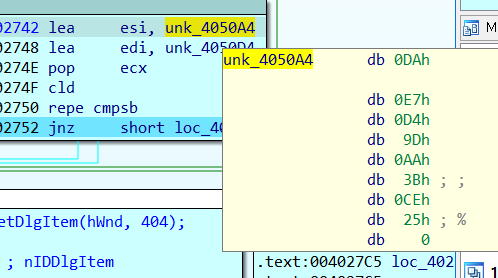 02742 lea esi, unk_4050A4
02748 lea edi, unk_4050D4
0274E pop ecx
0274F cld
02750 repe cmpsb
02752 jnz short loc_402
unk_4050A4 db 0DAh
db 0E7h
db 0D4h
db 9Dh
db 0AAh
db 3Bh ; ;
db 0CEh
db 25h ; %
db 0
etDlgItem(hWnd, 404);
; nIDDlgItem
.text:004027C5 loc_402
M